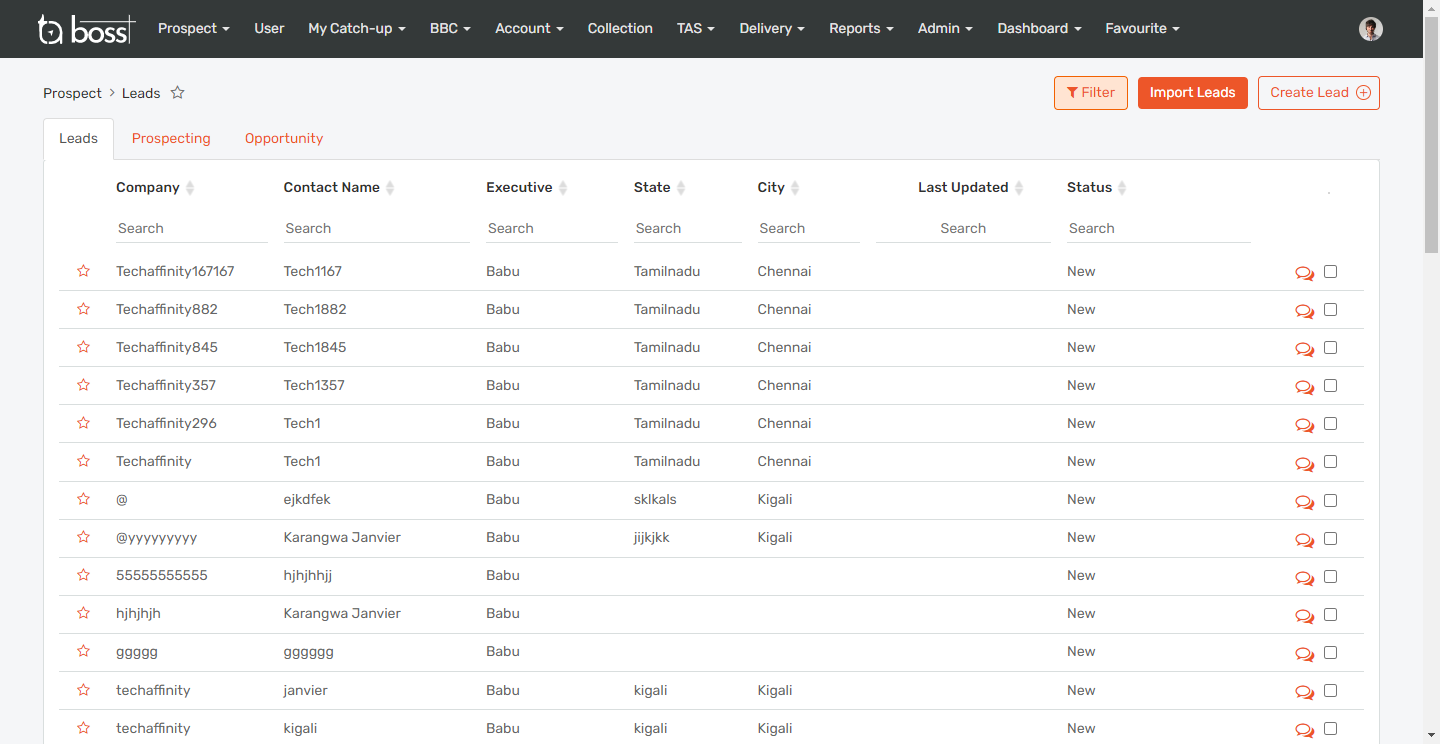 ta boss Prospect User My Catch-up BBC Account Collection TAS Delivery Reports Admin Dashboard Favourite
Prospect > Leads Filter Import Leads Create Lead
Leads Prospecting Opportunity
Company Contact Name Executive State City Last Updated Status .
Search Search Search Search Search Search Search
Techaffinity167167 Tech1167 Babu Tamilnadu Chennai New
Techaffinity882 Tech1882 Babu Tamilnadu Chennai New
Techaffinity845 Tech1845 Babu Tamilnadu Chennai New
Techaffinity357 Tech1357 Babu Tamilnadu Chennai New
Techaffinity296 Tech1 Babu Tamilnadu Chennai New
Techaffinity Tech1 Babu Tamilnadu Chennai New
@ ejkdfek Babu sklkals Kigali New
@yyyyyyyyy Karangwa Janvier Babu jijkjkk Kigali New
55555555555 hjhjhhjj Babu New
hjhjhjh Karangwa Janvier Babu New
ggggg gggggg Babu New
techaffinity janvier Babu kigali Kigali New
techaffinity kigali Babu kigali Kigali New